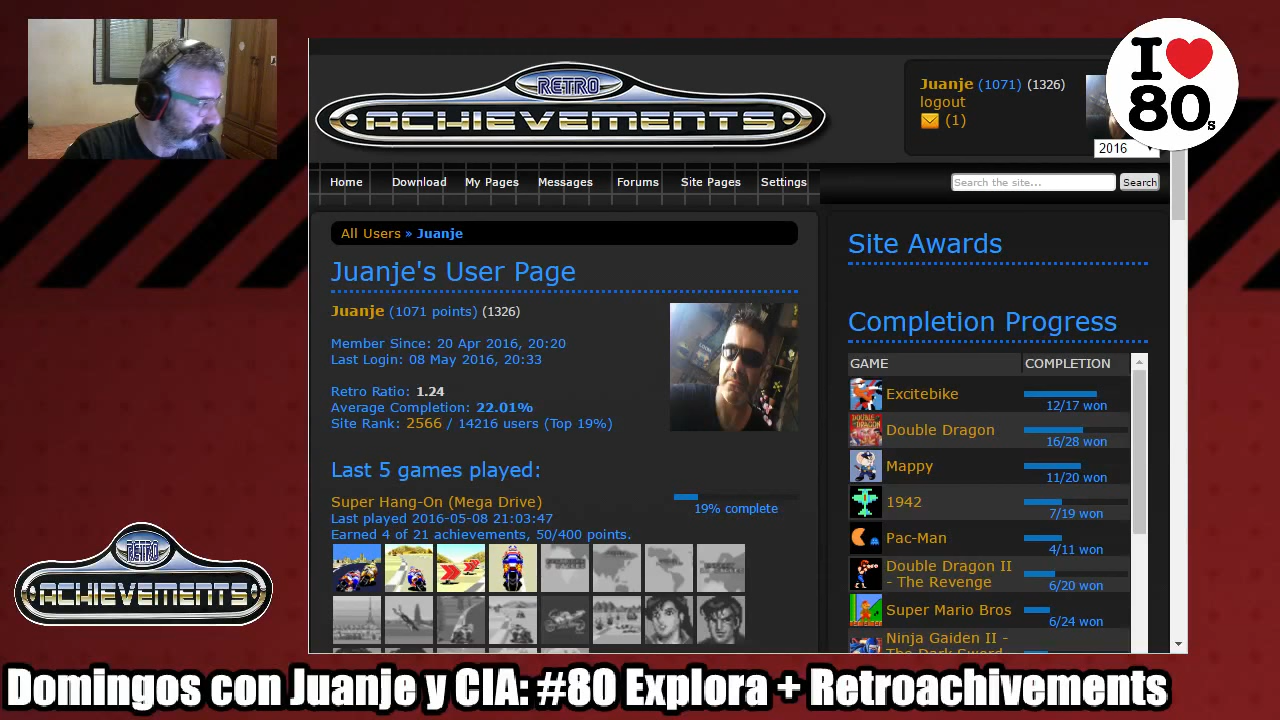 RETRO
ACHIEVEMENTS
Juanje (1071) (1326)
logout
(1)
I
80s
2016
Home Download My Pages Messages Forums Site Pages Settings
Search the site... Search
All Users » Juanje
Juanje's User Page
Juanje (1071 points) (1326)
Member Since: 20 Apr 2016, 20:20
Last Login: 08 May 2016, 20:33
Retro Ratio: 1.24
Average Completion: 22.01%
Site Rank: 2566 / 14216 users (Top 19%)
Last 5 games played:
Super Hang-On (Mega Drive)
Last played 2016-05-08 21:03:47
Earned 4 of 21 achievements, 50/400 points.
19% complete
Site Awards
Completion Progress
GAME COMPLETION
Excitebike
12/17 won
Double Dragon
16/28 won
Mappy
11/20 won
1942
7/19 won
Pac-Man
4/11 won
Double Dragon II
- The Revenge
6/20 won
Super Mario Bros
6/24 won
Ninja Gaiden II -
The Dark Sword
RETRO
ACHIEVEMENTS
Domingos con Juanje y CIA: #80 Explora + Retroachivements